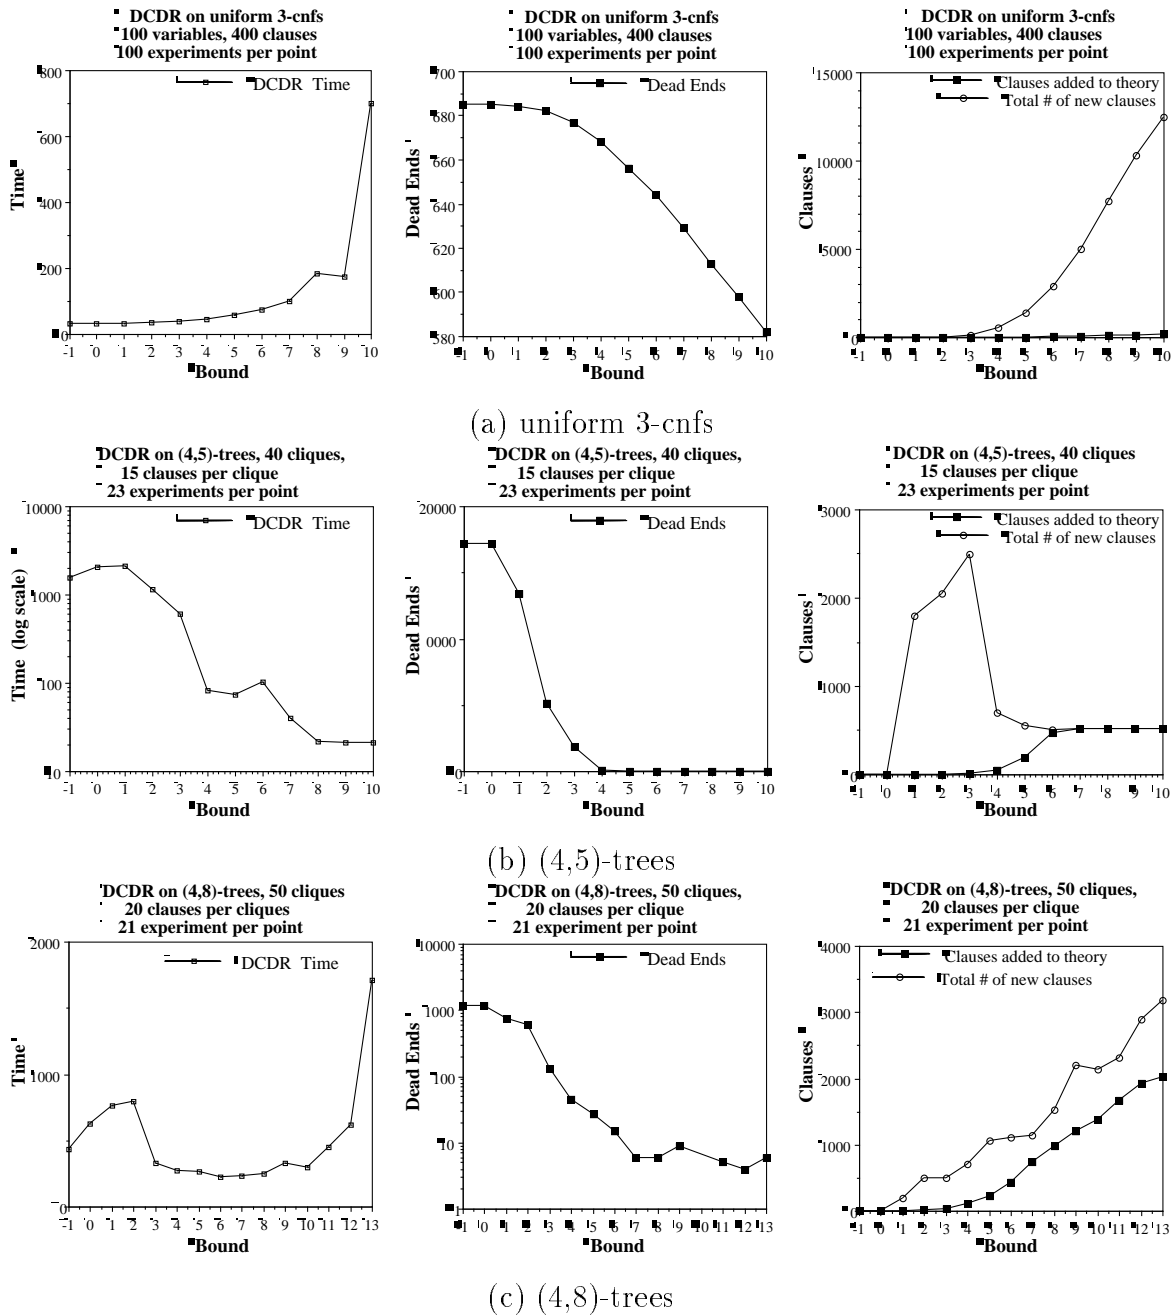 DCDR on uniform 3-cnfs
100 variables, 400 clauses
100 experiments per point
DCDR Time
800
600
400
200
0
Time
-1 0 1 2 3 4 5 6 7 8 9 10
Bound
DCDR on uniform 3-cnfs
100 variables, 400 clauses
100 experiments per point
Dead Ends
700
680
660
640
620
600
580
Dead Ends
-1 0 1 2 3 4 5 6 7 8 9 10
Bound
DCDR on uniform 3-cnfs
100 variables, 400 clauses
100 experiments per point
Clauses added to theory
Total # of new clauses
15000
10000
5000
0
Clauses
-1 0 1 2 3 4 5 6 7 8 9 10
Bound
(a) uniform 3-cnfs
DCDR on (4,5)-trees, 40 cliques,
15 clauses per clique
23 experiments per point
DCDR Time
10000
1000
100
10
Time (log scale)
-1 0 1 2 3 4 5 6 7 8 9 10
Bound
DCDR on (4,5)-trees, 40 cliques,
15 clauses per clique
23 experiments per point
Dead Ends
20000
0000
0
Dead Ends
-1 0 1 2 3 4 5 6 7 8 9 10
Bound
DCDR on (4,5)-trees, 40 cliques
15 clauses per clique
23 experiments per point
Clauses added to theory
Total # of new clauses
3000
2000
1000
0
Clauses
-1 0 1 2 3 4 5 6 7 8 9 10
Bound
(b) (4,5)-trees
DCDR on (4,8)-trees, 50 cliques
20 clauses per cliques
21 experiment per point
DCDR Time
2000
1000
0
Time
-1 0 1 2 3 4 5 6 7 8 9 10 11 12 13
Bound
DCDR on (4,8)-trees, 50 cliques,
20 clauses per clique
21 experiments per point
Dead Ends
10000
1000
100
10
1
Dead Ends
-1 0 1 2 3 4 5 6 7 8 9 10 11 12 13
Bound
DCDR on (4,8)-trees, 50 cliques,
20 clauses per clique
21 experiments per point
Clauses added to theory
Total # of new clauses
4000
3000
2000
1000
0
Clauses
-1 0 1 2 3 4 5 6 7 8 9 10 11 12 13
Bound
(c) (4,8)-trees